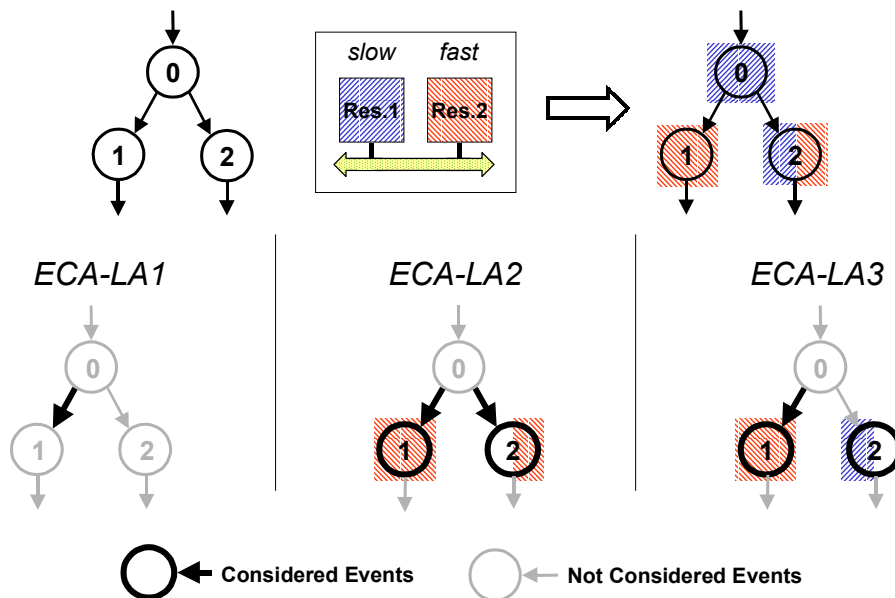 slow fast
0 0
Res.1 Res.2
1 2 1 2
ECA-LA1 ECA-LA2 ECA-LA3
0 0 0
1 2 1 2 1 2
Considered Events Not Considered Events